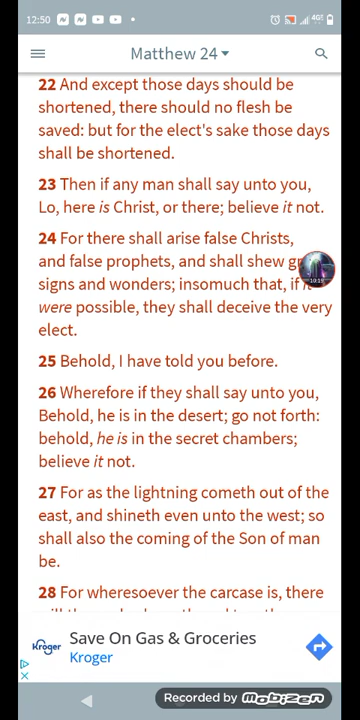 12:50
4G
Matthew 24
22 And except those days should be
shortened, there should no flesh be
saved: but for the elect's sake those days
shall be shortened.
23 Then if any man shall say unto you,
Lo, here is Christ, or there; believe it not.
24 For there shall arise false Christs,
and false prophets, and shall shew
signs and wonders; insomuch that, if it
were possible, they shall deceive the very
elect.
25 Behold, I have told you before.
26 Wherefore if they shall say unto you,
Behold, he is in the desert; go not forth:
behold, he is in the secret chambers;
believe it not.
27 For as the lightning cometh out of the
east, and shineth even unto the west; so
shall also the coming of the Son of man
be.
28 For wheresoever the carcase is, there
Kroger
Save On Gas & Groceries
Kroger
Recorded by mobizen